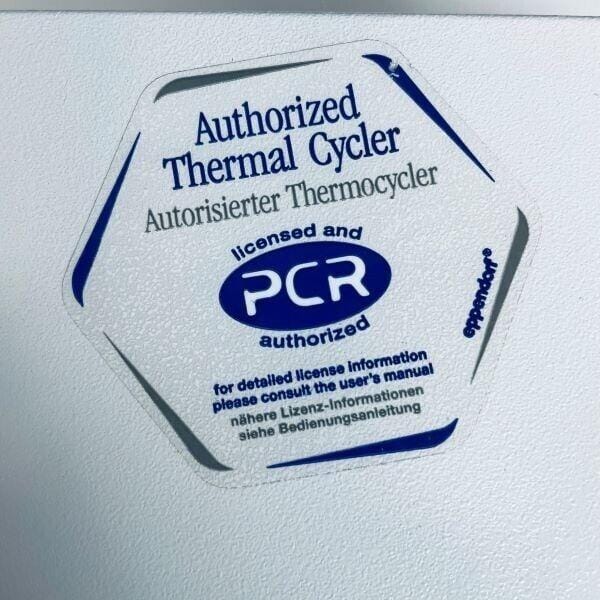 Authorized
Thermal Cycler
Autorisierter Thermocycler
licensed and
PCR
authorized
eppendorf®
for detailed license information
please consult the user's manual
nähere Lizenz-Informationen
siehe Bedienungsanleitung